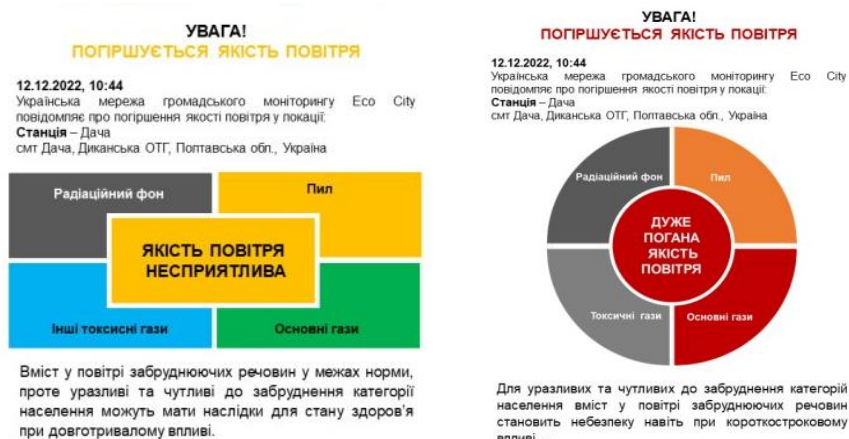 УВАГА!
ПОГІРШУЄТЬСЯ ЯКІСТЬ ПОВІТРЯ
12.12.2022, 10:44
Українська мережа громадського моніторингу Eco City
повідомляє про погіршення якості повітря у локації:
Станція – Дача
смт Дача, Диканська ОТГ, Полтавська обл., Україна
Радіаційний фон
Пил
ЯКІСТЬ ПОВІТРЯ
НЕСПРИЯТЛИВА
Інші токсисні гази
Основні гази
Вміст у повітрі забруднюючих речовин у межах норми,
проте уразливі та чутливі до забруднення категорії
населення можуть мати наслідки для стану здоров'я
при довготривалому впливі.
УВАГА!
ПОГІРШУЄТЬСЯ ЯКІСТЬ ПОВІТРЯ
12.12.2022, 10:44
Українська мережа громадського моніторингу Eco City
повідомляє про погіршення якості повітря у локації:
Станція – Дача
смт Дача, Диканська ОТГ, Полтавська обл., Україна
Радіаційний фон
Пил
ДУЖЕ
ПОГАНА
ЯКІСТЬ
ПОВІТРЯ
Токсичні гази
Основні гази
Для уразливих та чутливих до забруднення категорій
населення вміст у повітрі забруднюючих речовин
становить небезпеку навіть при короткостроковому
впливі